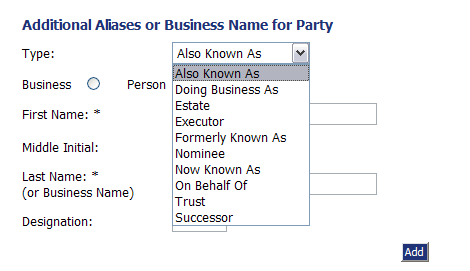 Additional Aliases or Business Name for Party
Type: Also Known As
Also Known As
Doing Business As
Estate
Executor
Formerly Known As
Nominee
Now Known As
On Behalf Of
Trust
Successor
Business Person
First Name: *
Middle Initial:
Last Name: *
(or Business Name)
Designation:
Add